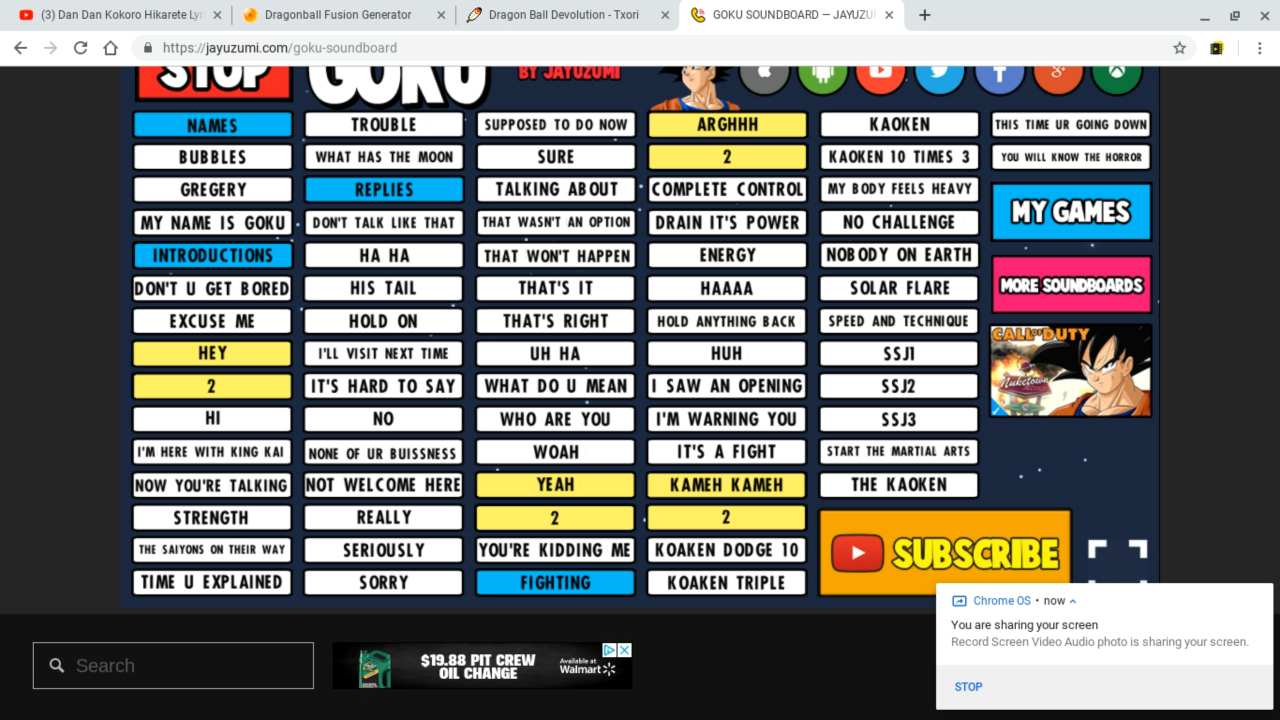 (3) Dan Dan Kokoro Hikarete Lyr
Dragonball Fusion Generator
Dragon Ball Devolution - Txori
GOKU SOUNDBOARD — JAYUZU
https://jayuzumi.com/goku-soundboard
STOP
GOKU
BY JAYUZUMI
NAMES
BUBBLES
GREGERY
MY NAME IS GOKU
INTRODUCTIONS
DON'T U GET BORED
EXCUSE ME
HEY
2
HI
I'M HERE WITH KING KAI
NOW YOU'RE TALKING
STRENGTH
THE SAIYONS ON THEIR WAY
TIME U EXPLAINED
TROUBLE
WHAT HAS THE MOON
REPLIES
DON'T TALK LIKE THAT
HA HA
HIS TAIL
HOLD ON
I'LL VISIT NEXT TIME
IT'S HARD TO SAY
NO
NONE OF UR BUISSNESS
NOT WELCOME HERE
REALLY
SERIOUSLY
SORRY
SUPPOSED TO DO NOW
SURE
TALKING ABOUT
THAT WASN'T AN OPTION
THAT WON'T HAPPEN
THAT'S IT
THAT'S RIGHT
UH HA
WHAT DO U MEAN
WHO ARE YOU
WOAH
YEAH
2
YOU'RE KIDDING ME
FIGHTING
ARGHHH
2
COMPLETE CONTROL
DRAIN IT'S POWER
ENERGY
HAAAA
HOLD ANYTHING BACK
HUH
I SAW AN OPENING
I'M WARNING YOU
IT'S A FIGHT
KAMEH KAMEH
2
KOAKEN DODGE 10
KOAKEN TRIPLE
KAOKEN
KAOKEN 10 TIMES 3
MY BODY FEELS HEAVY
NO CHALLENGE
NOBODY ON EARTH
SOLAR FLARE
SPEED AND TECHNIQUE
SSJ1
SSJ2
SSJ3
START THE MARTIAL ARTS
THE KAOKEN
THIS TIME UR GOING DOWN
YOU WILL KNOW THE HORROR
MY GAMES
MORE SOUNDBOARDS
CALL OF DUTY
Nuketown
SUBSCRIBE
Search
$19.88 PIT CREW
OIL CHANGE
Available at
Walmart
Chrome OS • now
You are sharing your screen
Record Screen Video Audio photo is sharing your screen.
STOP